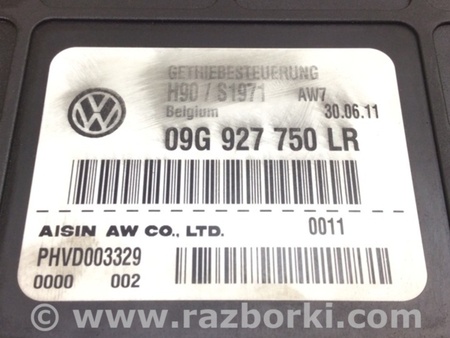 GETRIEBESTEUERUNG
H90 / S1971 AW7
Belgium 30.06.11
09G 927 750 LR
AISIN AW CO., LTD. 0011
PHVD003329
0000 002
© www.razborki.com